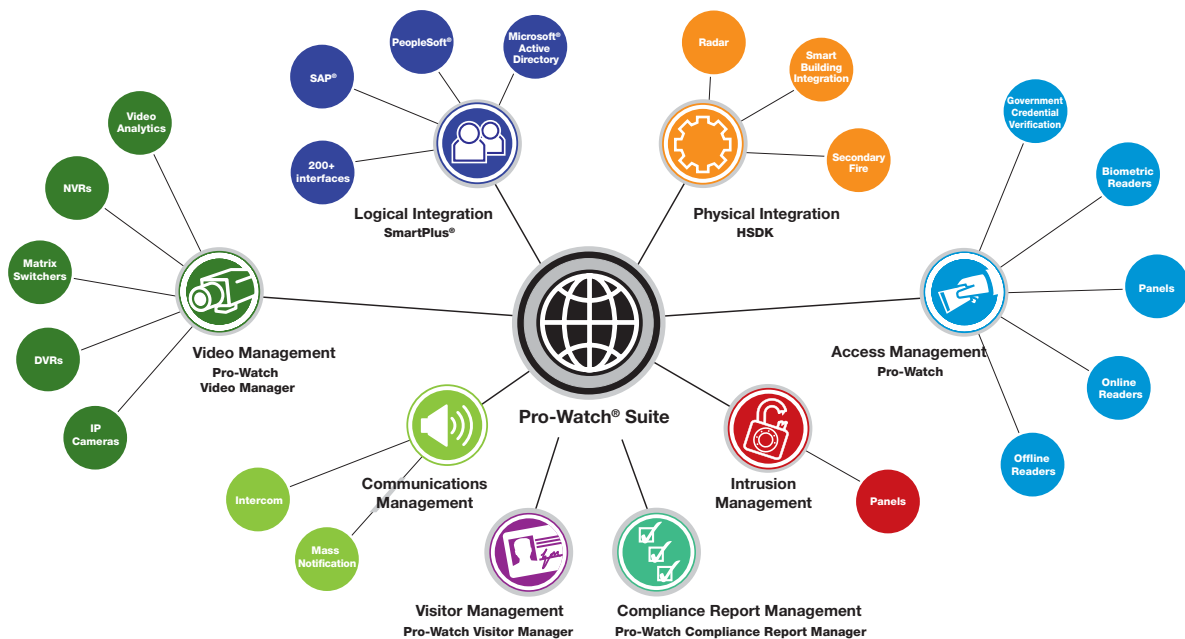 PeopleSoft®
Microsoft®
Active
Directory
SAP®
200+
interfaces
Logical Integration
SmartPlus®
Radar
Smart
Building
Integration
Secondary
Fire
Physical Integration
HSDK
Video
Analytics
NVRs
Matrix
Switchers
DVRs
IP
Cameras
Video Management
Pro-Watch
Video Manager
Government
Credential
Verification
Biometric
Readers
Panels
Online
Readers
Offline
Readers
Access Management
Pro-Watch
Pro-Watch® Suite
Communications
Management
Intercom
Mass
Notification
Intrusion
Management
Panels
Visitor Management
Pro-Watch Visitor Manager
Compliance Report Management
Pro-Watch Compliance Report Manager